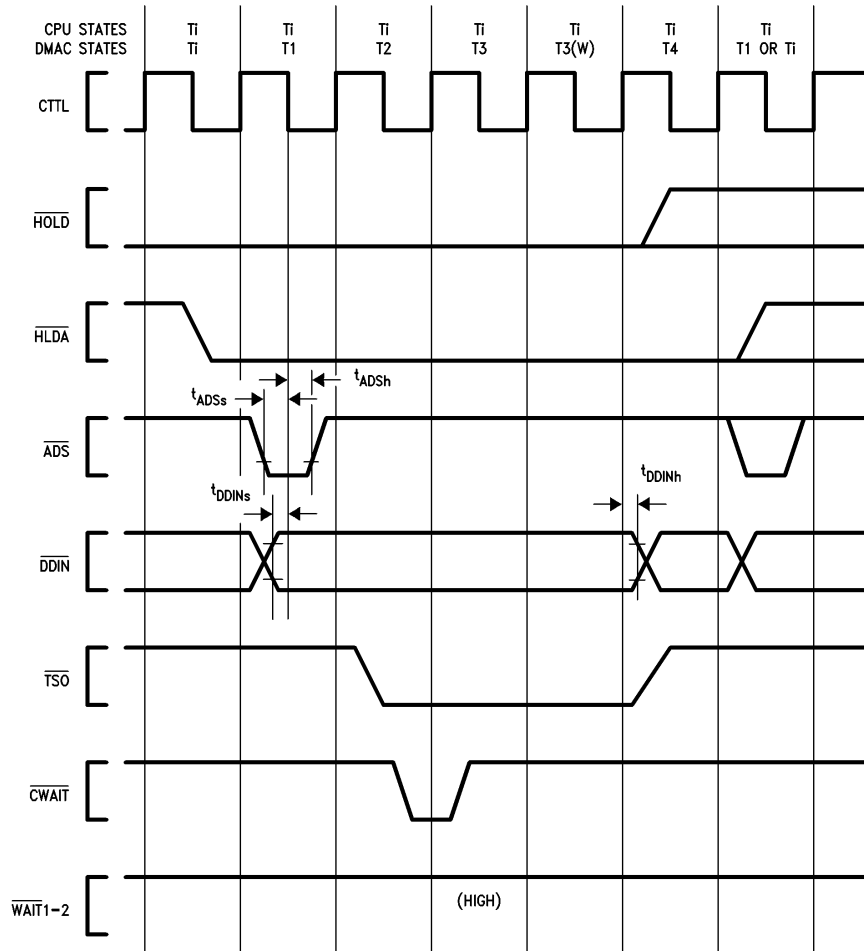 CPU STATES Ti Ti Ti Ti Ti Ti Ti
DMAC STATES Ti T1 T2 T3 T3(W) T4 T1 OR Ti
CTTL
HOLD
HLDA
tADSh
tADSs
ADS
tDDINh
tDDINs
DDIN
TSO
CWAIT
(HIGH)
WAIT1-2